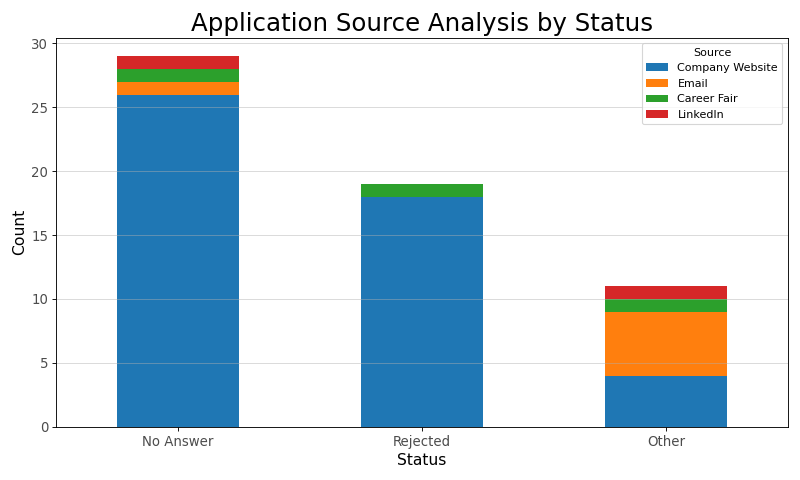 Application Source Analysis by Status
30
25
20
15
10
5
0
Count
Source
Company Website
Email
Career Fair
LinkedIn
No Answer
Rejected
Other
Status